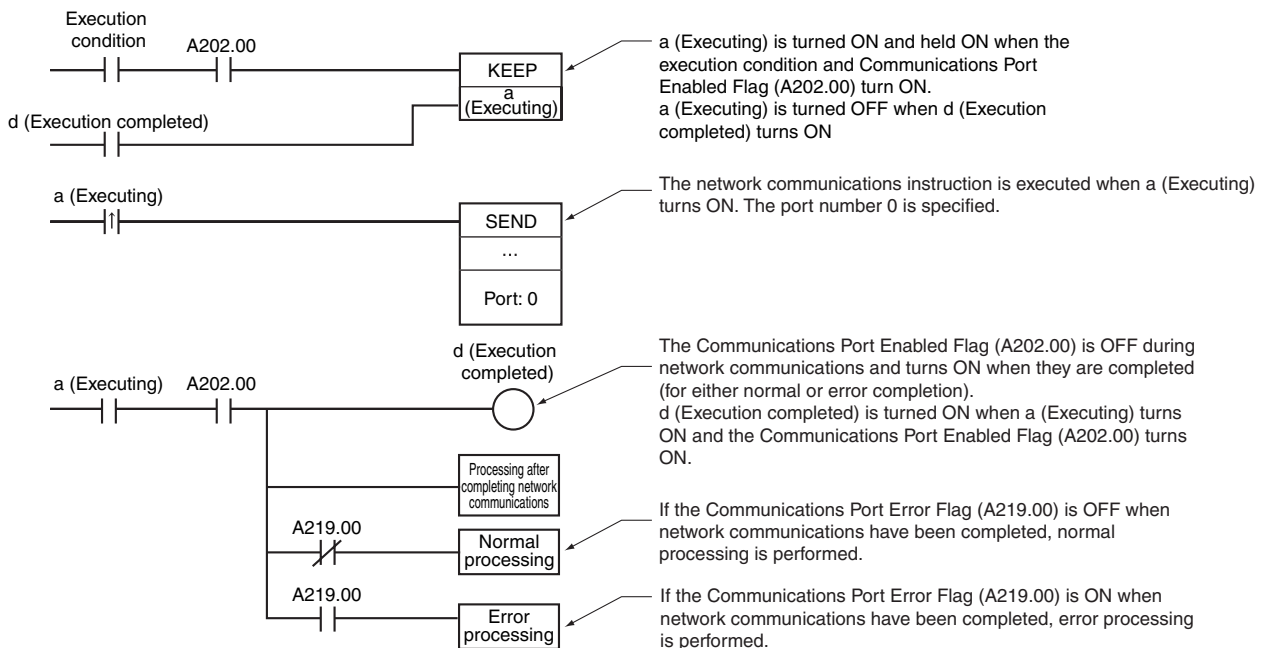 Execution
condition
A202.00
KEEP
a
(Executing)
d (Execution completed)
a (Executing) is turned ON and held ON when the
execution condition and Communications Port
Enabled Flag (A202.00) turn ON.
a (Executing) is turned OFF when d (Execution
completed) turns ON
a (Executing)
SEND
...
Port: 0
The network communications instruction is executed when a (Executing)
turns ON. The port number 0 is specified.
d (Execution
completed)
a (Executing) A202.00
The Communications Port Enabled Flag (A202.00) is OFF during
network communications and turns ON when they are completed
(for either normal or error completion).
d (Execution completed) is turned ON when a (Executing) turns
ON and the Communications Port Enabled Flag (A202.00) turns
ON.
Processing after
completing network
communications
A219.00
Normal
processing
If the Communications Port Error Flag (A219.00) is OFF when
network communications have been completed, normal
processing is performed.
A219.00
Error
processing
If the Communications Port Error Flag (A219.00) is ON when
network communications have been completed, error processing
is performed.